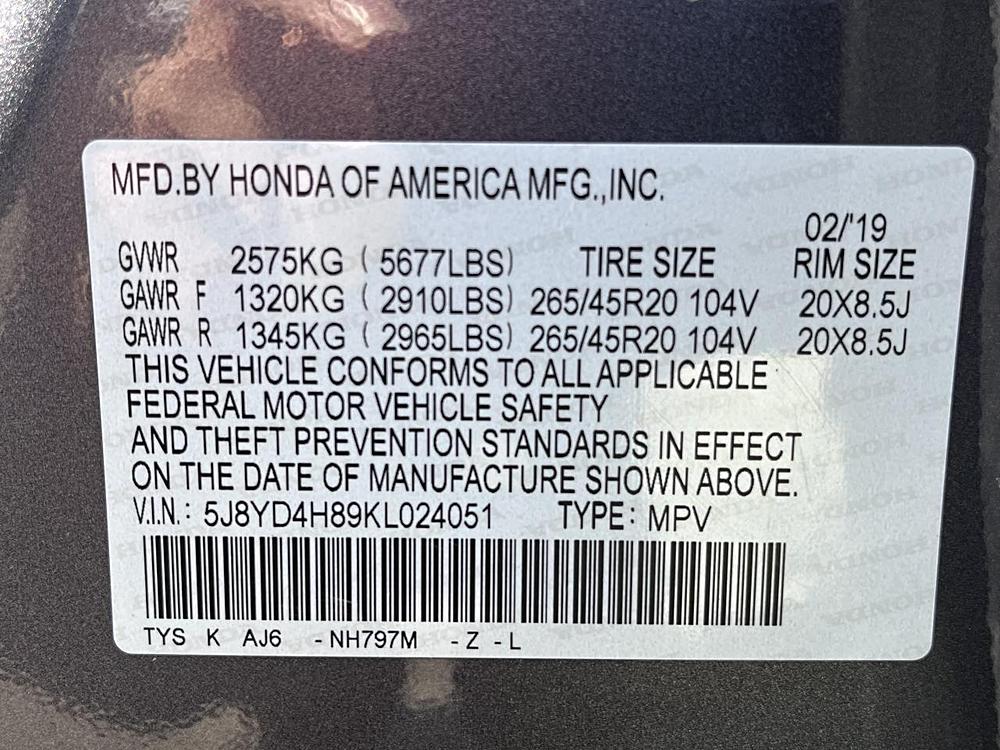 MFD.BY HONDA OF AMERICA MFG.,INC.
02/'19
GVWR 2575KG ( 5677LBS) TIRE SIZE RIM SIZE
GAWR F 1320KG ( 2910LBS) 265/45R20 104V 20X8.5J
GAWR R 1345KG ( 2965LBS) 265/45R20 104V 20X8.5J
THIS VEHICLE CONFORMS TO ALL APPLICABLE
FEDERAL MOTOR VEHICLE SAFETY
AND THEFT PREVENTION STANDARDS IN EFFECT
ON THE DATE OF MANUFACTURE SHOWN ABOVE.
V.I.N.: 5J8YD4H89KL024051 TYPE: MPV
TYS K AJ6 - NH797M - Z - L